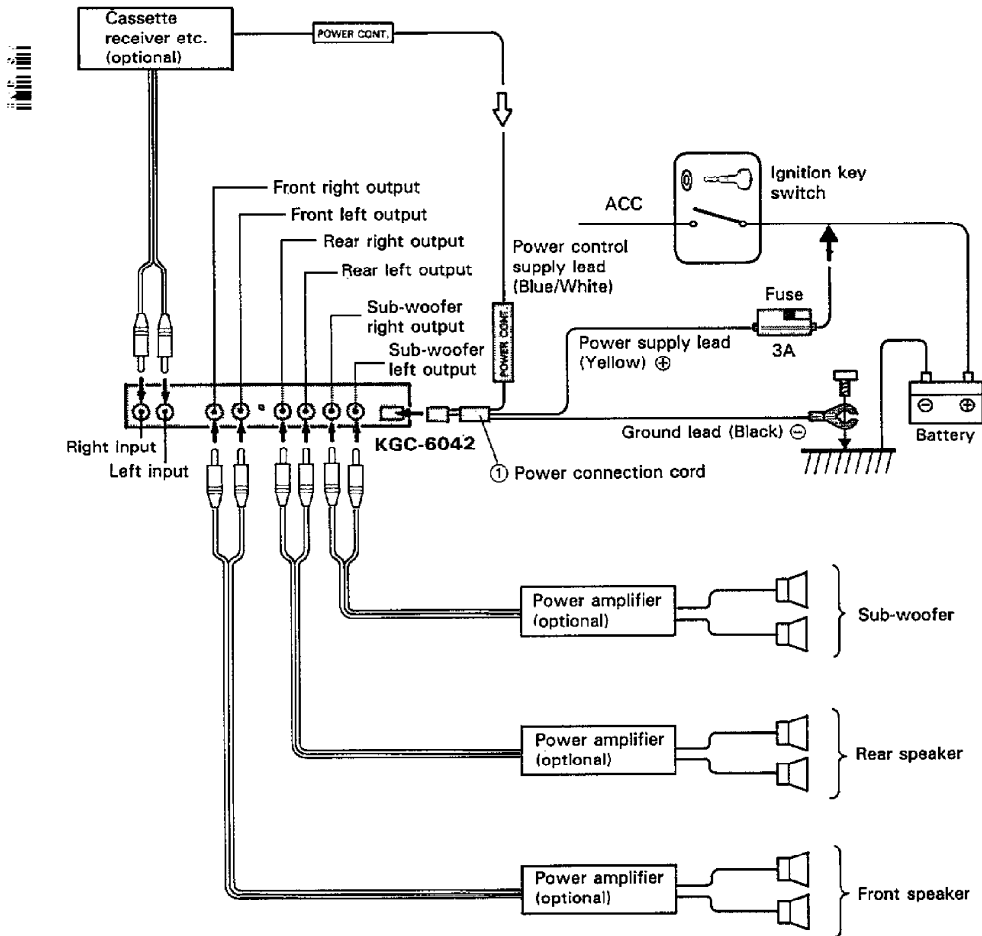 Cassette
receiver etc.
(optional)
POWER CONT.
Ignition key
switch
ACC
Front right output
Front left output
Rear right output
Rear left output
Sub-woofer
right output
Sub-woofer
left output
Power control
supply lead
(Blue/White)
POWER CONT.
Fuse
3A
Power supply lead
(Yellow) ⊕
Ground lead (Black) ⊖
⊖ ⊕
Battery
Right input
Left input
KGC-6042
① Power connection cord
Power amplifier
(optional)
Sub-woofer
Power amplifier
(optional)
Rear speaker
Power amplifier
(optional)
Front speaker